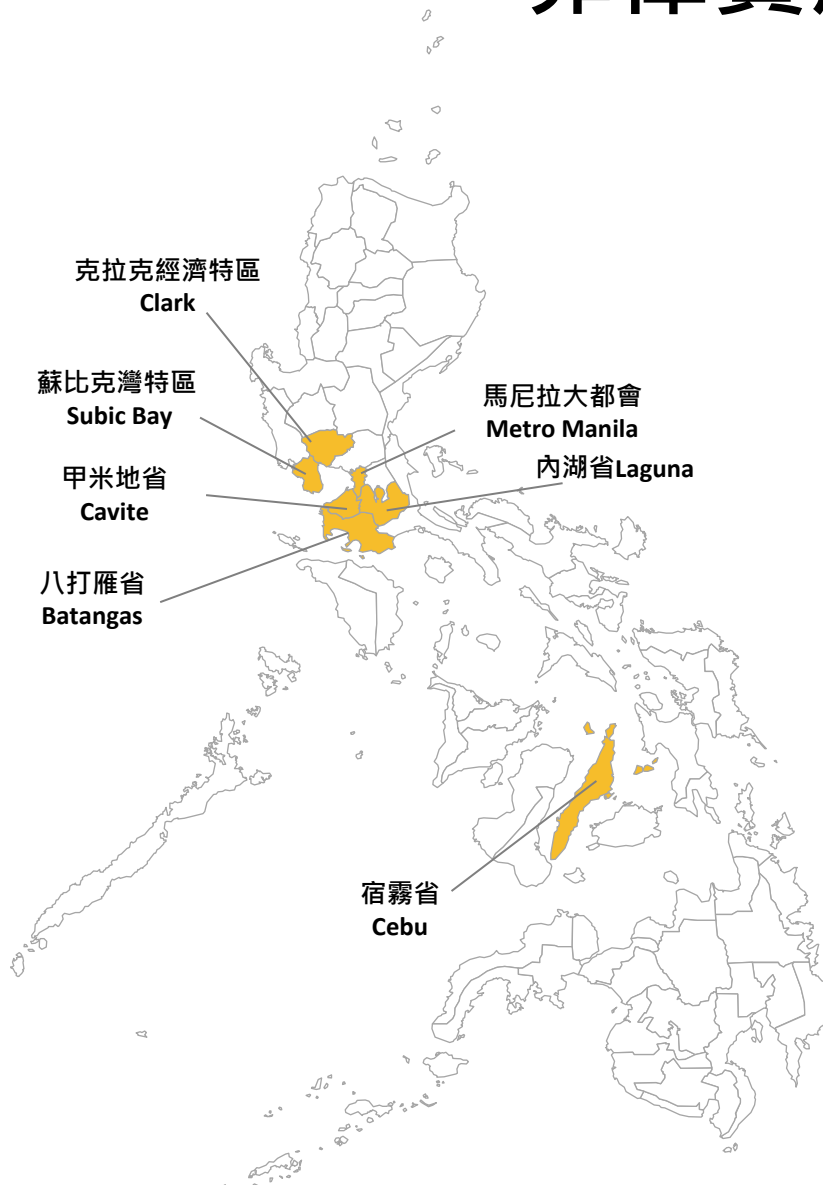 克拉克經濟特區
Clark
蘇比克灣特區
Subic Bay
馬尼拉大都會
Metro Manila
內湖省Laguna
甲米地省
Cavite
八打雁省
Batangas
宿霧省
Cebu